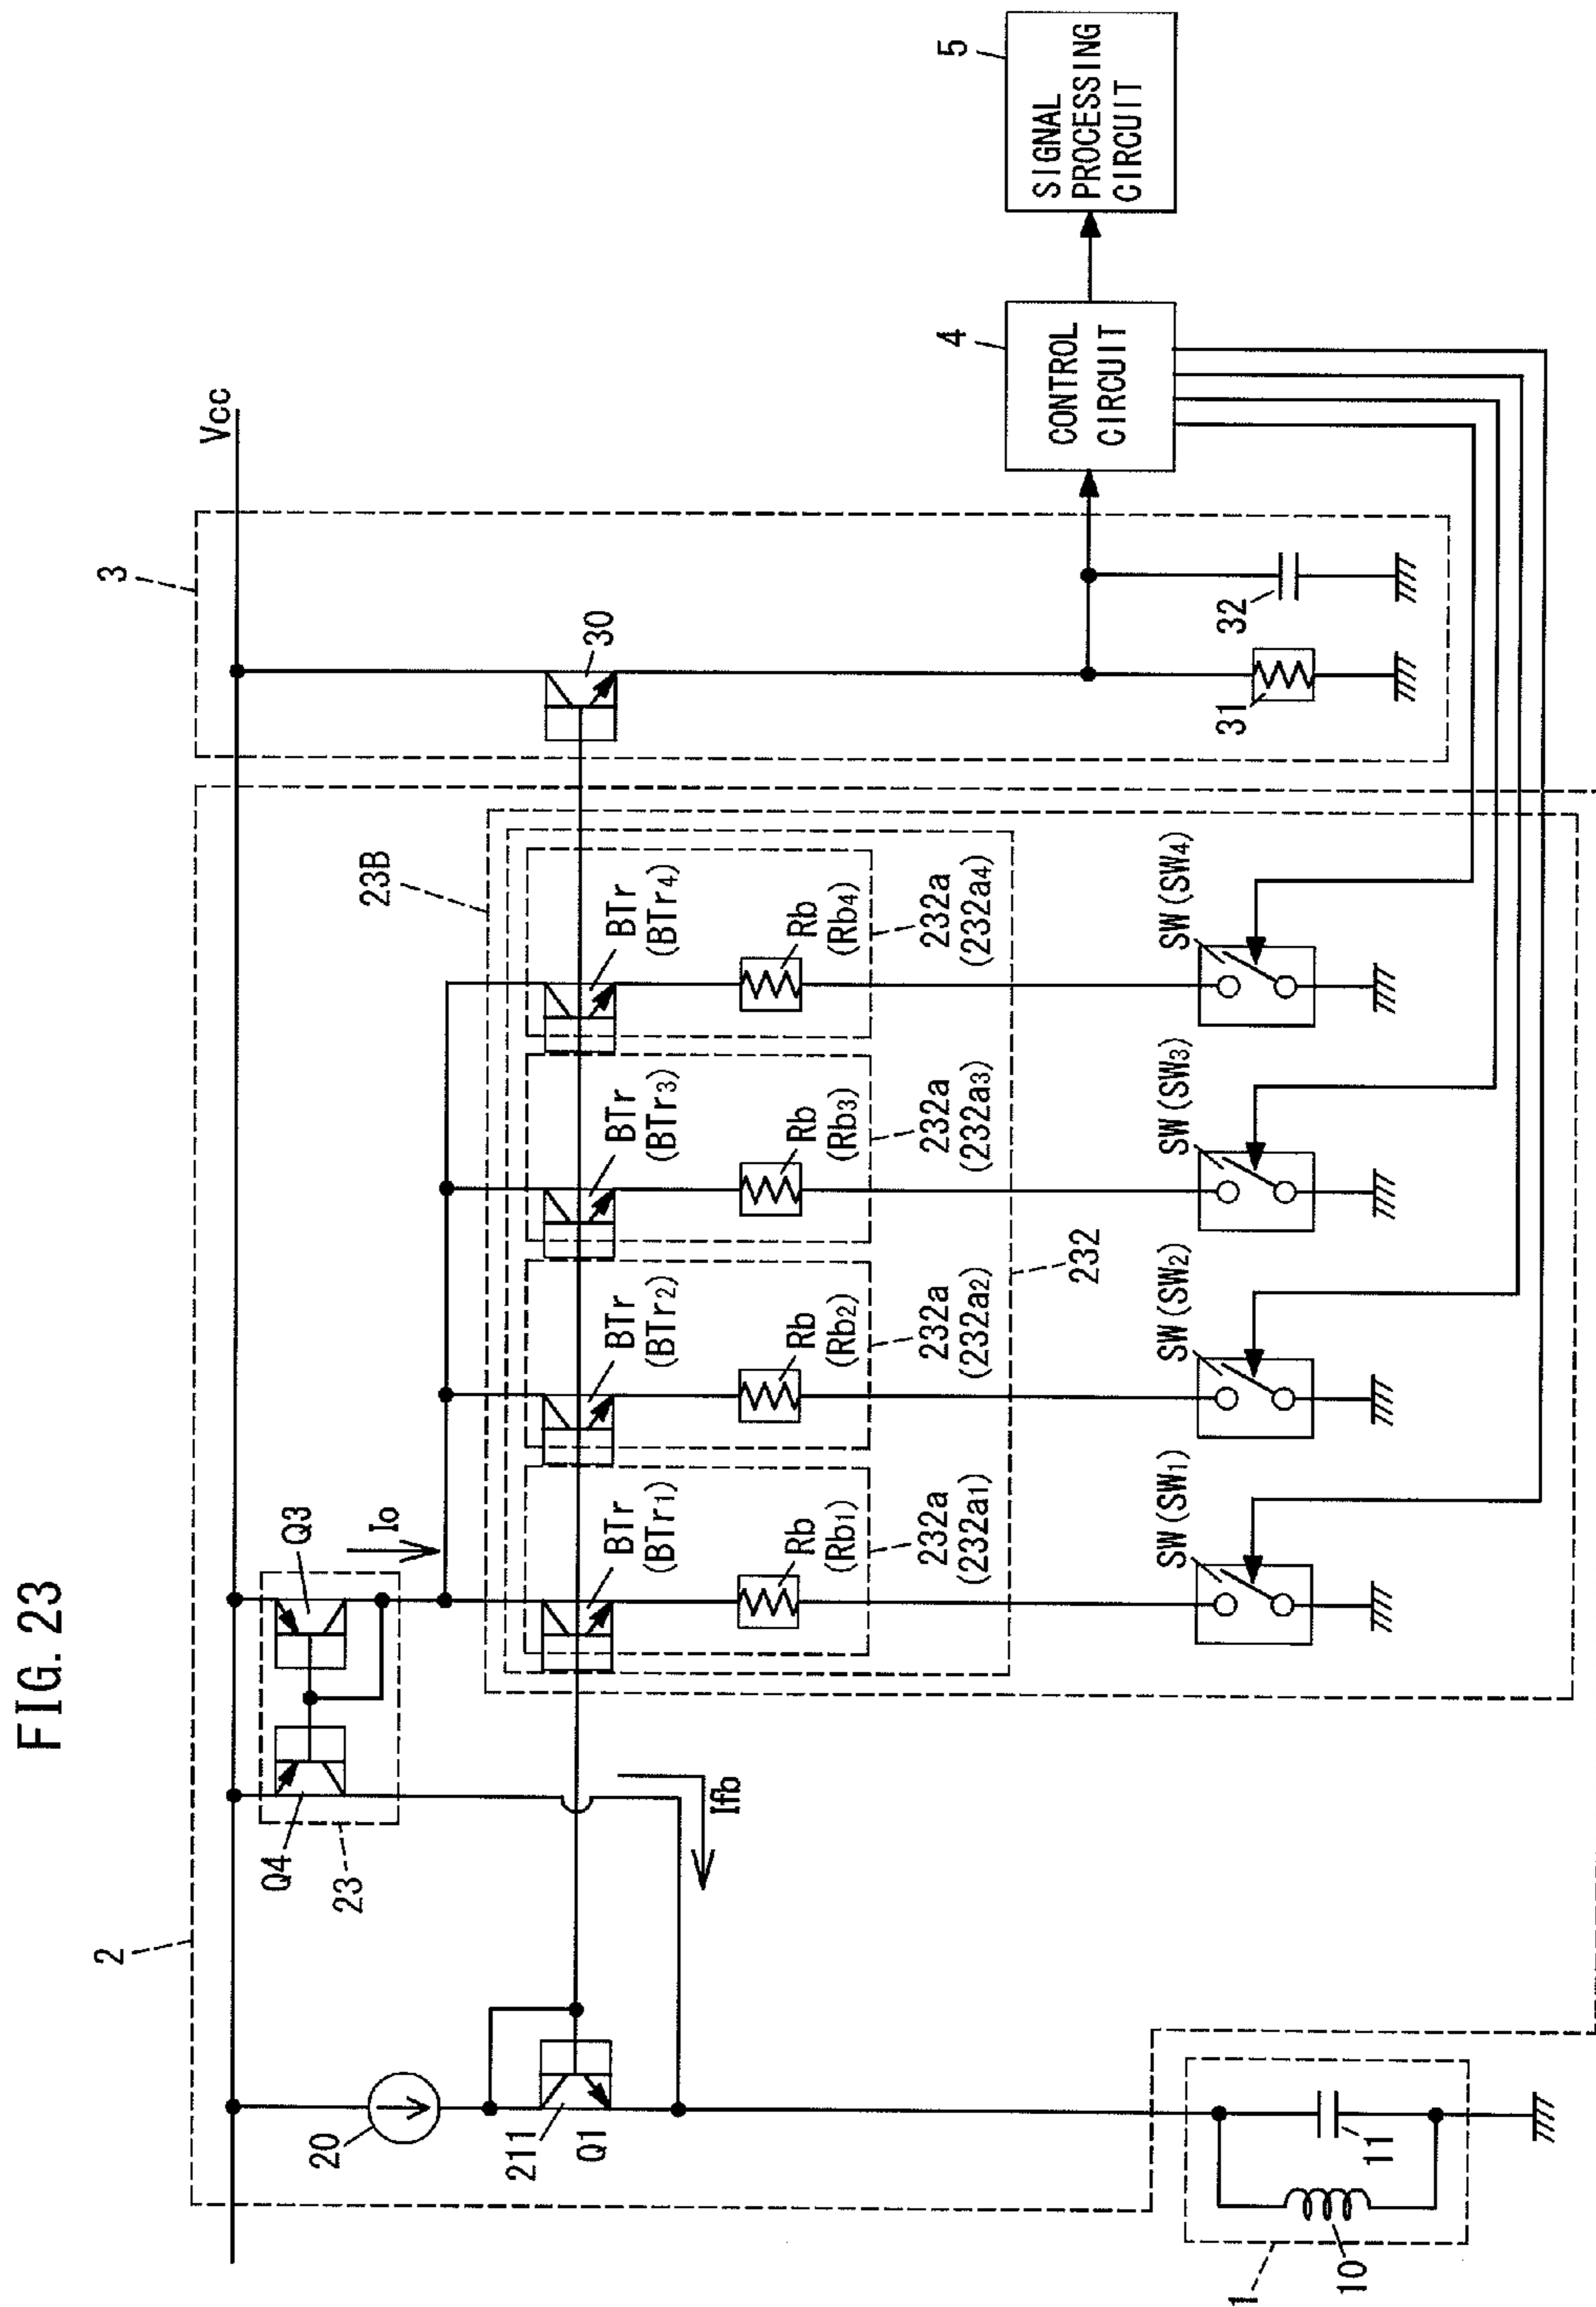 FIG. 23
Vcc
2
3
20
211
Q1
Q4
23
Q3
Io
Ifb
23B
BTr
(BTr1)
BTr
(BTr2)
BTr
(BTr3)
BTr
(BTr4)
Rb
(Rb1)
Rb
(Rb2)
Rb
(Rb3)
Rb
(Rb4)
232a
(232a1)
232a
(232a2)
232a
(232a3)
232a
(232a4)
232
SW(SW1)
SW(SW2)
SW(SW3)
SW(SW4)
30
31
32
4
CONTROL
CIRCUIT
5
SIGNAL
PROCESSING
CIRCUIT
1
10
11